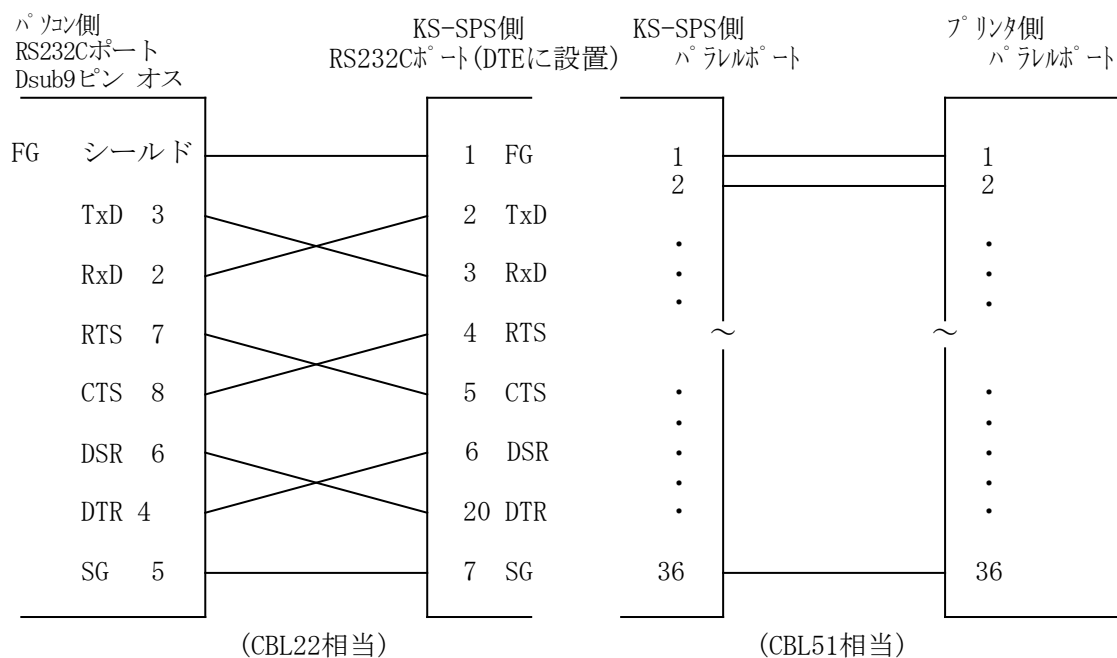 ﾊﾟｿｺﾝ側
RS232Cポート
Dsub9ピン オス
KS-SPS側
RS232Cﾎﾟｰﾄ(DTEに設置)
KS-SPS側
ﾊﾟﾗﾚﾙﾎﾟｰﾄ
ﾌﾟﾘﾝﾀ側
ﾊﾟﾗﾚﾙﾎﾟｰﾄ
FG シールド 1 FG
TxD 3 2 TxD
RxD 2 3 RxD
RTS 7 4 RTS
CTS 8 5 CTS
DSR 6 6 DSR
DTR 4 20 DTR
SG 5 7 SG
(CBL22相当)
1 1
2 2
・ ・
・ ・
・ ・
～ ～
・ ・
・ ・
・ ・
・ ・
・ ・
36 36
(CBL51相当)